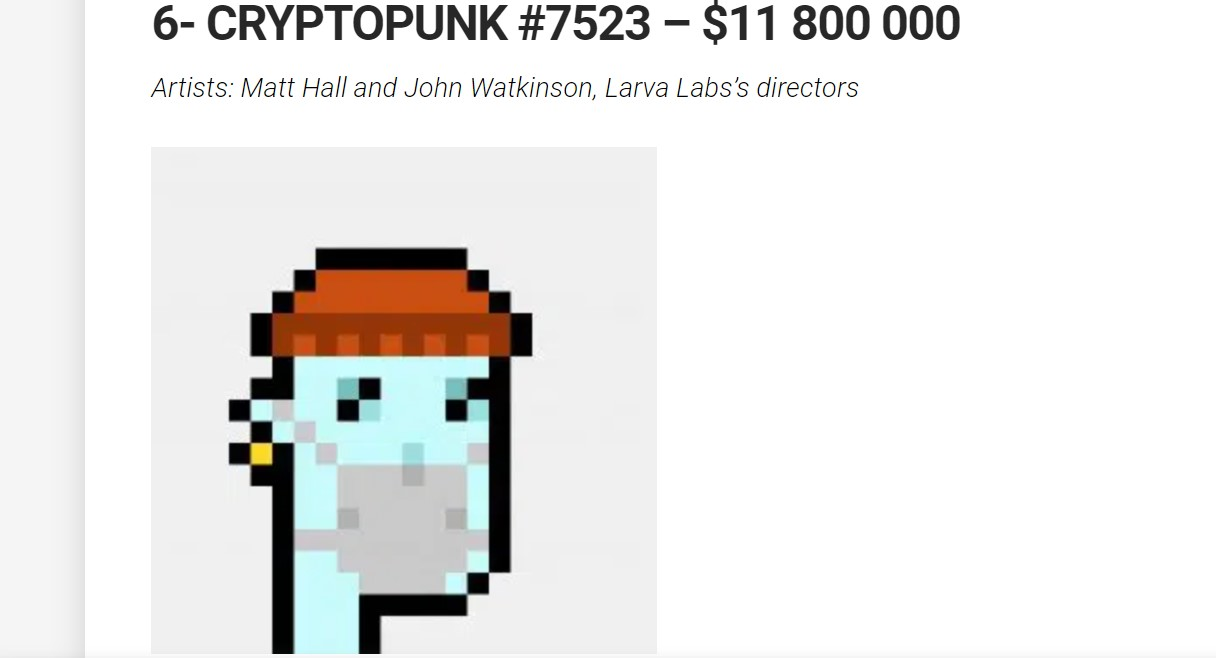 6- CRYPTOPUNK #7523 – $11 800 000
Artists: Matt Hall and John Watkinson, Larva Labs’s directors